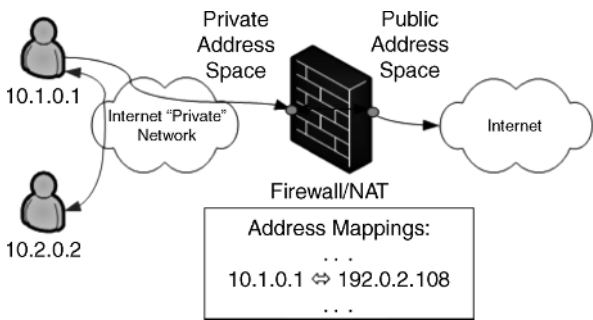 Private
Address
Space
Public
Address
Space
10.1.0.1
Internet “Private”
Network
Internet
Firewall/NAT
10.2.0.2
Address Mappings:
. . .
10.1.0.1 ⇔ 192.0.2.108
. . .